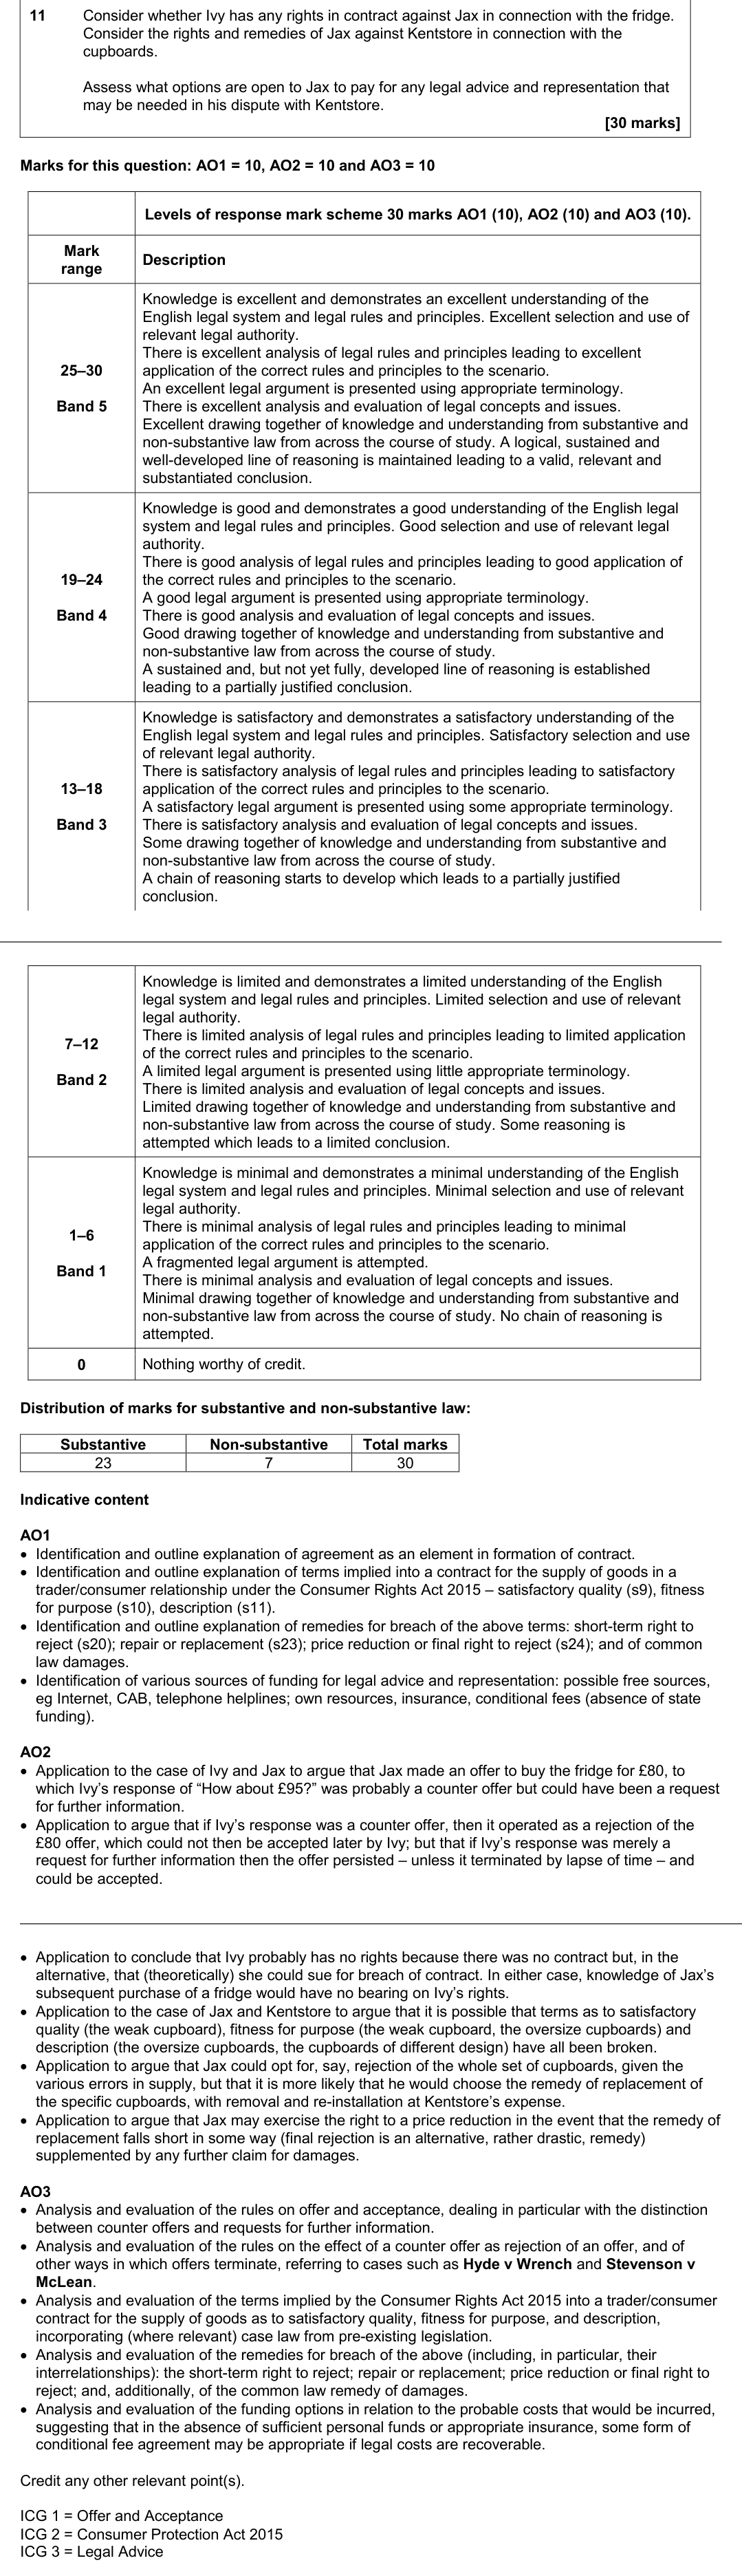 11
Consider whether Ivy has any rights in contract against Jax in connection with the fridge.
Consider the rights and remedies of Jax against Kentstore in connection with the
cupboards.
Assess what options are open to Jax to pay for any legal advice and representation that
may be needed in his dispute with Kentstore.
[30 marks]
Marks for this question: AO1 = 10, AO2 = 10 and AO3 = 10
Levels of response mark scheme 30 marks AO1 (10), AO2 (10) and AO3 (10).
Mark
range
Description
25–30
Band 5
Knowledge is excellent and demonstrates an excellent understanding of the
English legal system and legal rules and principles. Excellent selection and use of
relevant legal authority.
There is excellent analysis of legal rules and principles leading to excellent
application of the correct rules and principles to the scenario.
An excellent legal argument is presented using appropriate terminology.
There is excellent analysis and evaluation of legal concepts and issues.
Excellent drawing together of knowledge and understanding from substantive and
non-substantive law from across the course of study. A logical, sustained and
well-developed line of reasoning is maintained leading to a valid, relevant and
substantiated conclusion.
19–24
Band 4
Knowledge is good and demonstrates a good understanding of the English legal
system and legal rules and principles. Good selection and use of relevant legal
authority.
There is good analysis of legal rules and principles leading to good application of
the correct rules and principles to the scenario.
A good legal argument is presented using appropriate terminology.
There is good analysis and evaluation of legal concepts and issues.
Good drawing together of knowledge and understanding from substantive and
non-substantive law from across the course of study.
A sustained and, but not yet fully, developed line of reasoning is established
leading to a partially justified conclusion.
13–18
Band 3
Knowledge is satisfactory and demonstrates a satisfactory understanding of the
English legal system and legal rules and principles. Satisfactory selection and use
of relevant legal authority.
There is satisfactory analysis of legal rules and principles leading to satisfactory
application of the correct rules and principles to the scenario.
A satisfactory legal argument is presented using some appropriate terminology.
There is satisfactory analysis and evaluation of legal concepts and issues.
Some drawing together of knowledge and understanding from substantive and
non-substantive law from across the course of study.
A chain of reasoning starts to develop which leads to a partially justified
conclusion.
7–12
Band 2
Knowledge is limited and demonstrates a limited understanding of the English
legal system and legal rules and principles. Limited selection and use of relevant
legal authority.
There is limited analysis of legal rules and principles leading to limited application
of the correct rules and principles to the scenario.
A limited legal argument is presented using little appropriate terminology.
There is limited analysis and evaluation of legal concepts and issues.
Limited drawing together of knowledge and understanding from substantive and
non-substantive law from across the course of study. Some reasoning is
attempted which leads to a limited conclusion.
1–6
Band 1
Knowledge is minimal and demonstrates a minimal understanding of the English
legal system and legal rules and principles. Minimal selection and use of relevant
legal authority.
There is minimal analysis of legal rules and principles leading to minimal
application of the correct rules and principles to the scenario.
A fragmented legal argument is attempted.
There is minimal analysis and evaluation of legal concepts and issues.
Minimal drawing together of knowledge and understanding from substantive and
non-substantive law from across the course of study. No chain of reasoning is
attempted.
0
Nothing worthy of credit.
Distribution of marks for substantive and non-substantive law:
Substantive Non-substantive Total marks
23 7 30
Indicative content
AO1
• Identification and outline explanation of agreement as an element in formation of contract.
• Identification and outline explanation of terms implied into a contract for the supply of goods in a
trader/consumer relationship under the Consumer Rights Act 2015 – satisfactory quality (s9), fitness
for purpose (s10), description (s11).
• Identification and outline explanation of remedies for breach of the above terms: short-term right to
reject (s20); repair or replacement (s23); price reduction or final right to reject (s24); and of common
law damages.
• Identification of various sources of funding for legal advice and representation: possible free sources,
eg Internet, CAB, telephone helplines; own resources, insurance, conditional fees (absence of state
funding).
AO2
• Application to the case of Ivy and Jax to argue that Jax made an offer to buy the fridge for £80, to
which Ivy’s response of “How about £95?” was probably a counter offer but could have been a request
for further information.
• Application to argue that if Ivy’s response was a counter offer, then it operated as a rejection of the
£80 offer, which could not then be accepted later by Ivy; but that if Ivy’s response was merely a
request for further information then the offer persisted – unless it terminated by lapse of time – and
could be accepted.
• Application to conclude that Ivy probably has no rights because there was no contract but, in the
alternative, that (theoretically) she could sue for breach of contract. In either case, knowledge of Jax’s
subsequent purchase of a fridge would have no bearing on Ivy’s rights.
• Application to the case of Jax and Kentstore to argue that it is possible that terms as to satisfactory
quality (the weak cupboard), fitness for purpose (the weak cupboard, the oversize cupboards) and
description (the oversize cupboards, the cupboards of different design) have all been broken.
• Application to argue that Jax could opt for, say, rejection of the whole set of cupboards, given the
various errors in supply, but that it is more likely that he would choose the remedy of replacement of
the specific cupboards, with removal and re-installation at Kentstore’s expense.
• Application to argue that Jax may exercise the right to a price reduction in the event that the remedy of
replacement falls short in some way (final rejection is an alternative, rather drastic, remedy)
supplemented by any further claim for damages.
AO3
• Analysis and evaluation of the rules on offer and acceptance, dealing in particular with the distinction
between counter offers and requests for further information.
• Analysis and evaluation of the rules on the effect of a counter offer as rejection of an offer, and of
other ways in which offers terminate, referring to cases such as Hyde v Wrench and Stevenson v
McLean.
• Analysis and evaluation of the terms implied by the Consumer Rights Act 2015 into a trader/consumer
contract for the supply of goods as to satisfactory quality, fitness for purpose, and description,
incorporating (where relevant) case law from pre-existing legislation.
• Analysis and evaluation of the remedies for breach of the above (including, in particular, their
interrelationships): the short-term right to reject; repair or replacement; price reduction or final right to
reject; and, additionally, of the common law remedy of damages.
• Analysis and evaluation of the funding options in relation to the probable costs that would be incurred,
suggesting that in the absence of sufficient personal funds or appropriate insurance, some form of
conditional fee agreement may be appropriate if legal costs are recoverable.
Credit any other relevant point(s).
ICG 1 = Offer and Acceptance
ICG 2 = Consumer Protection Act 2015
ICG 3 = Legal Advice